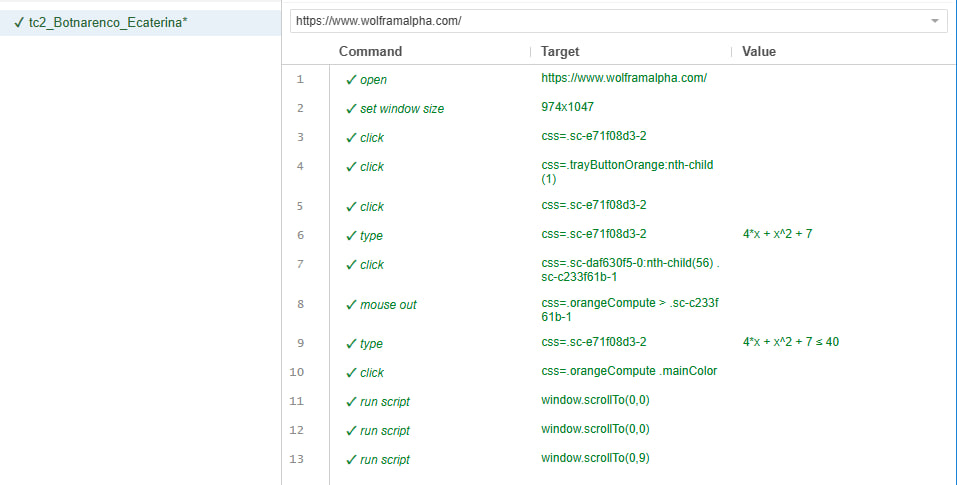 ✓ tc2_Botnarenco_Ecaterina*
https://www.wolframalpha.com/
Command Target Value
1 ✓ open https://www.wolframalpha.com/
2 ✓ set window size 974x1047
3 ✓ click css=.sc-e71f08d3-2
4 ✓ click css=.trayButtonOrange:nth-child
(1)
5 ✓ click css=.sc-e71f08d3-2
6 ✓ type css=.sc-e71f08d3-2 4*x + x^2 + 7
7 ✓ click css=.sc-daf630f5-0:nth-child(56) .
sc-c233f61b-1
8 ✓ mouse out css=.orangeCompute > .sc-c233f
61b-1
9 ✓ type css=.sc-e71f08d3-2 4*x + x^2 + 7 ≤ 40
10 ✓ click css=.orangeCompute .mainColor
11 ✓ run script window.scrollTo(0,0)
12 ✓ run script window.scrollTo(0,0)
13 ✓ run script window.scrollTo(0,9)